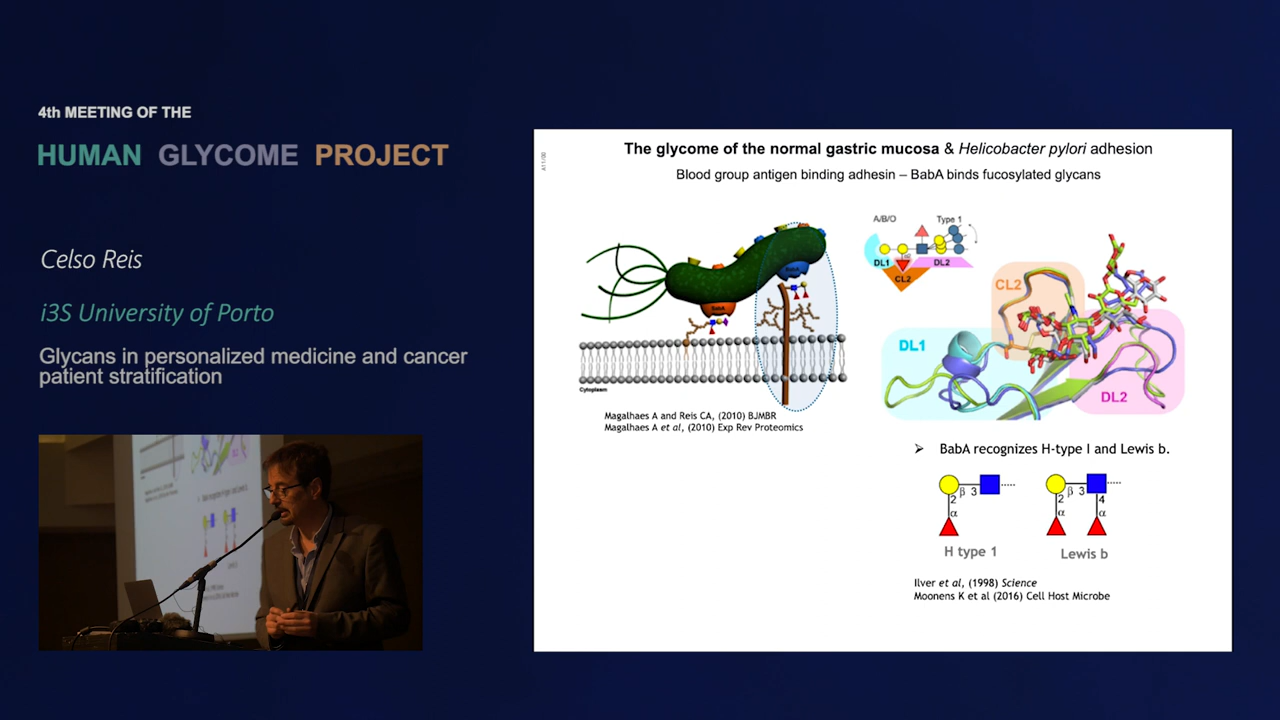 4th MEETING OF THE
HUMAN GLYCOME PROJECT
Celso Reis
i3S University of Porto
Glycans in personalized medicine and cancer
patient stratification
The glycome of the normal gastric mucosa & Helicobacter pylori adhesion
Blood group antigen binding adhesin – BabA binds fucosylated glycans
BabA
BabA
Cytoplasm
Magalhaes A and Reis CA, (2010) BJMBR
Magalhaes A et al, (2010) Exp Rev Proteomics
A/B/O Type 1
DL1 α2 DL2
CL2
CL2
DL1
DL2
➢ BabA recognizes H-type I and Lewis b.
β 3 β 3
2 2 4
α α α
H type 1 Lewis b
Ilver et al, (1998) Science
Moonens K et al (2016) Cell Host Microbe